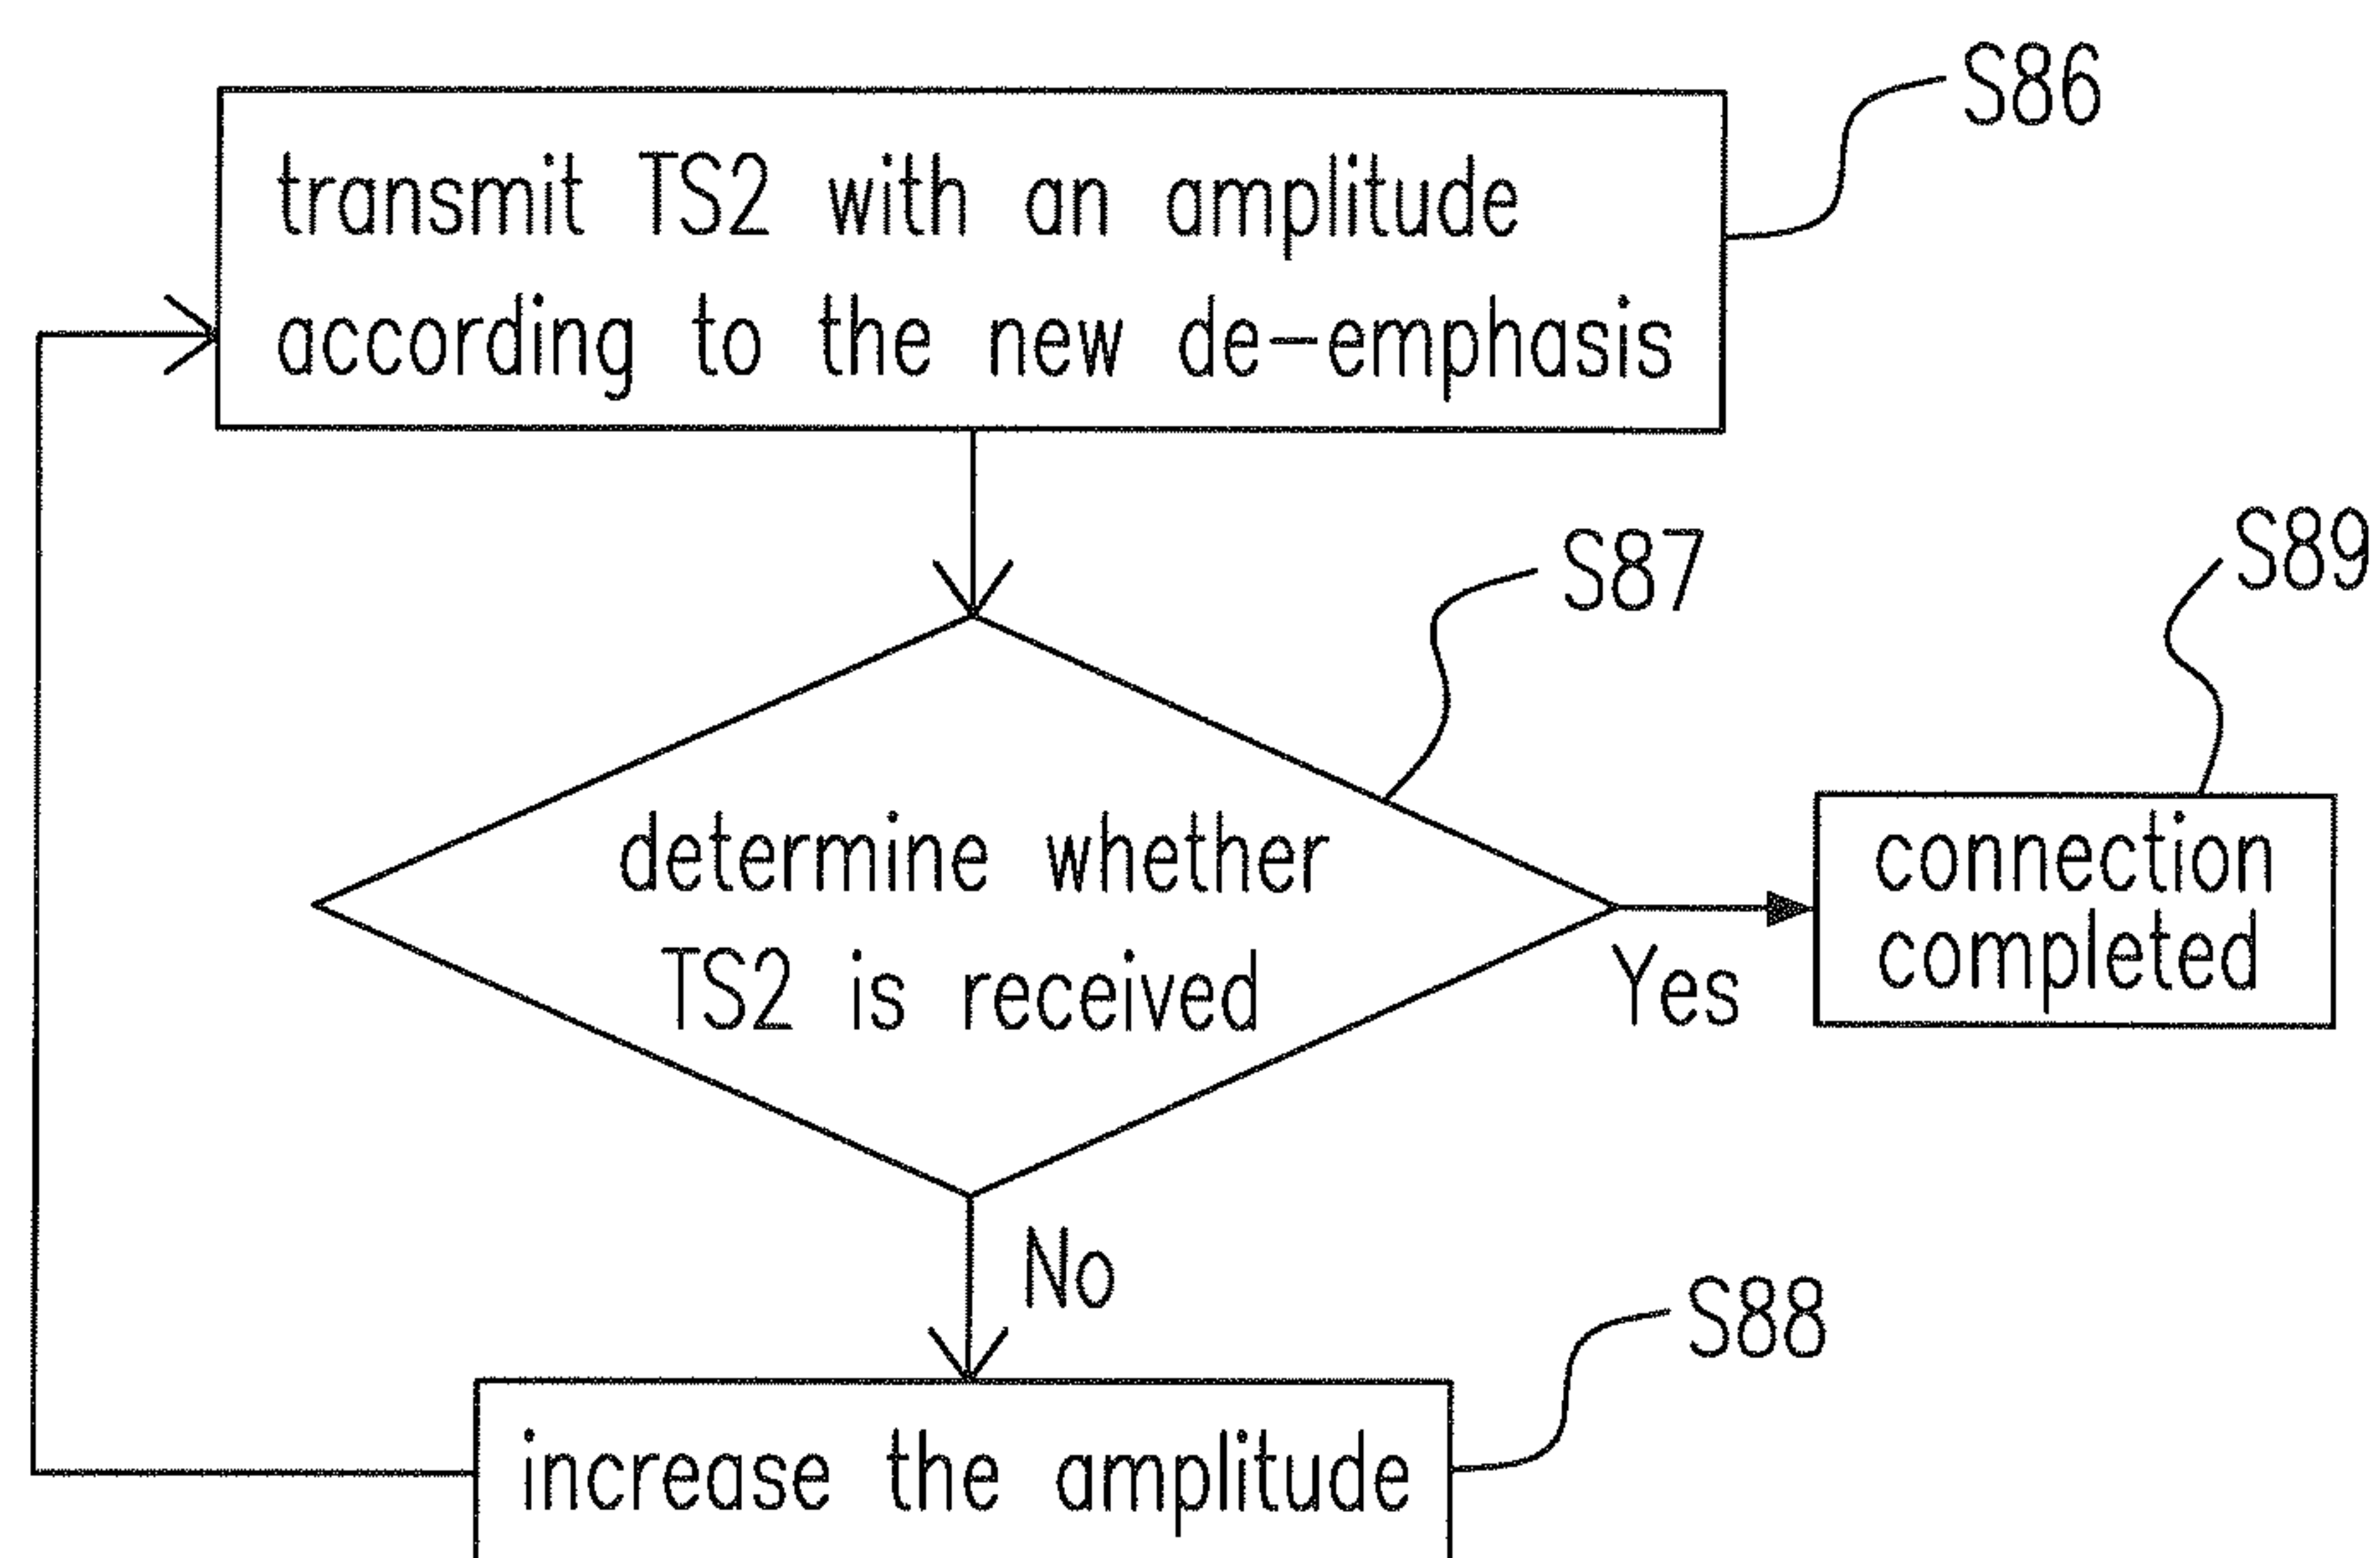 S86
transmit TS2 with an amplitude
according to the new de-emphasis
S87
S89
determine whether
TS2 is received
connection
completed
Yes
No
S88
increase the amplitude